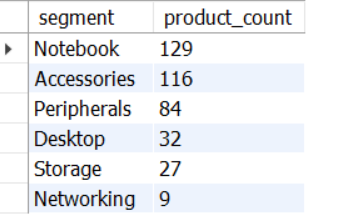 segment product_count
Notebook 129
Accessories 116
Peripherals 84
Desktop 32
Storage 27
Networking 9